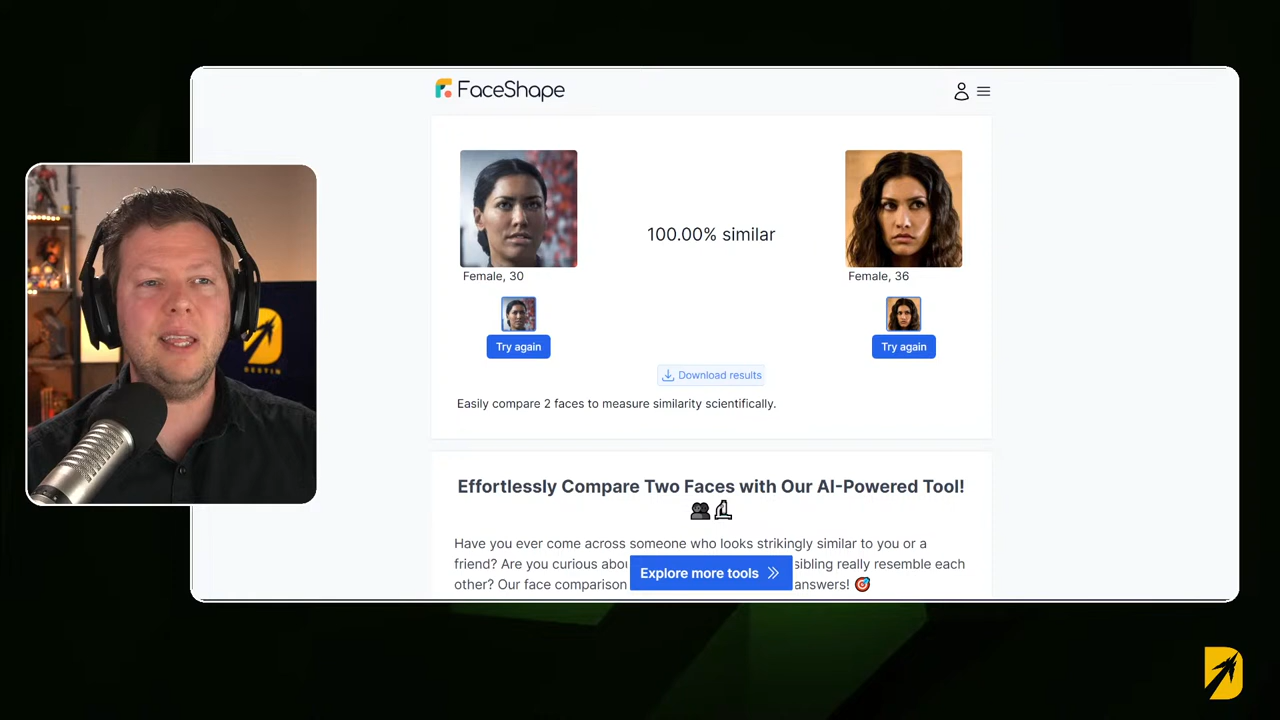 FaceShape
100.00% similar
Female, 30
Female, 36
Try again
Try again
Download results
Easily compare 2 faces to measure similarity scientifically.
Effortlessly Compare Two Faces with Our AI-Powered Tool!
Have you ever come across someone who looks strikingly similar to you or a
friend? Are you curious abou sibling really resemble each
other? Our face comparison answers!
Explore more tools
DESTIN